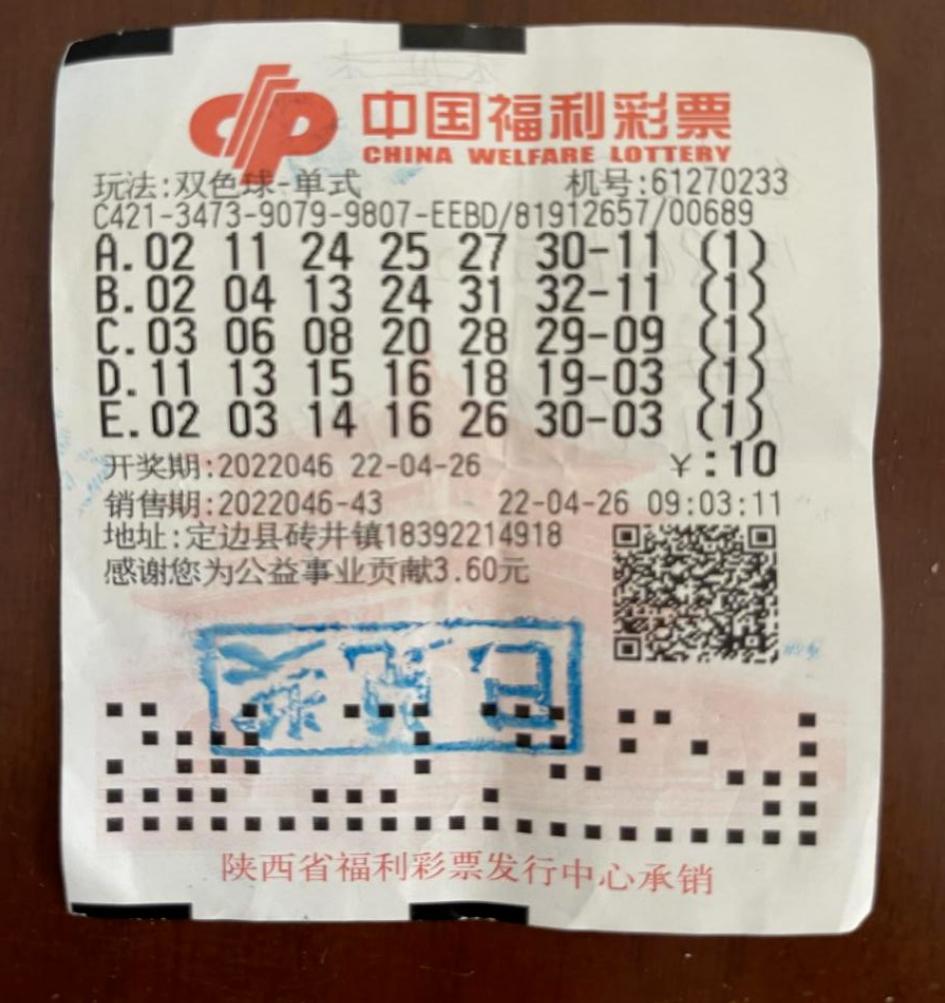 中国福利彩票
CHINA WELFARE LOTTERY
玩法:双色球-单式 机号:61270233
C421-3473-9079-9807-EEBD/81912657/00689
A.02 11 24 25 27 30-11 (1)
B.02 04 13 24 31 32-11 (1)
C.03 06 08 20 28 29-09 (1)
D.11 13 15 16 18 19-03 (1)
E.02 03 14 16 26 30-03 (1)
开奖期:2022046 22-04-26 ¥:10
销售期:2022046-43 22-04-26 09:03:11
地址:定边县砖井镇18392214918
感谢您为公益事业贡献3.60元
已兑奖
陕西省福利彩票发行中心承销